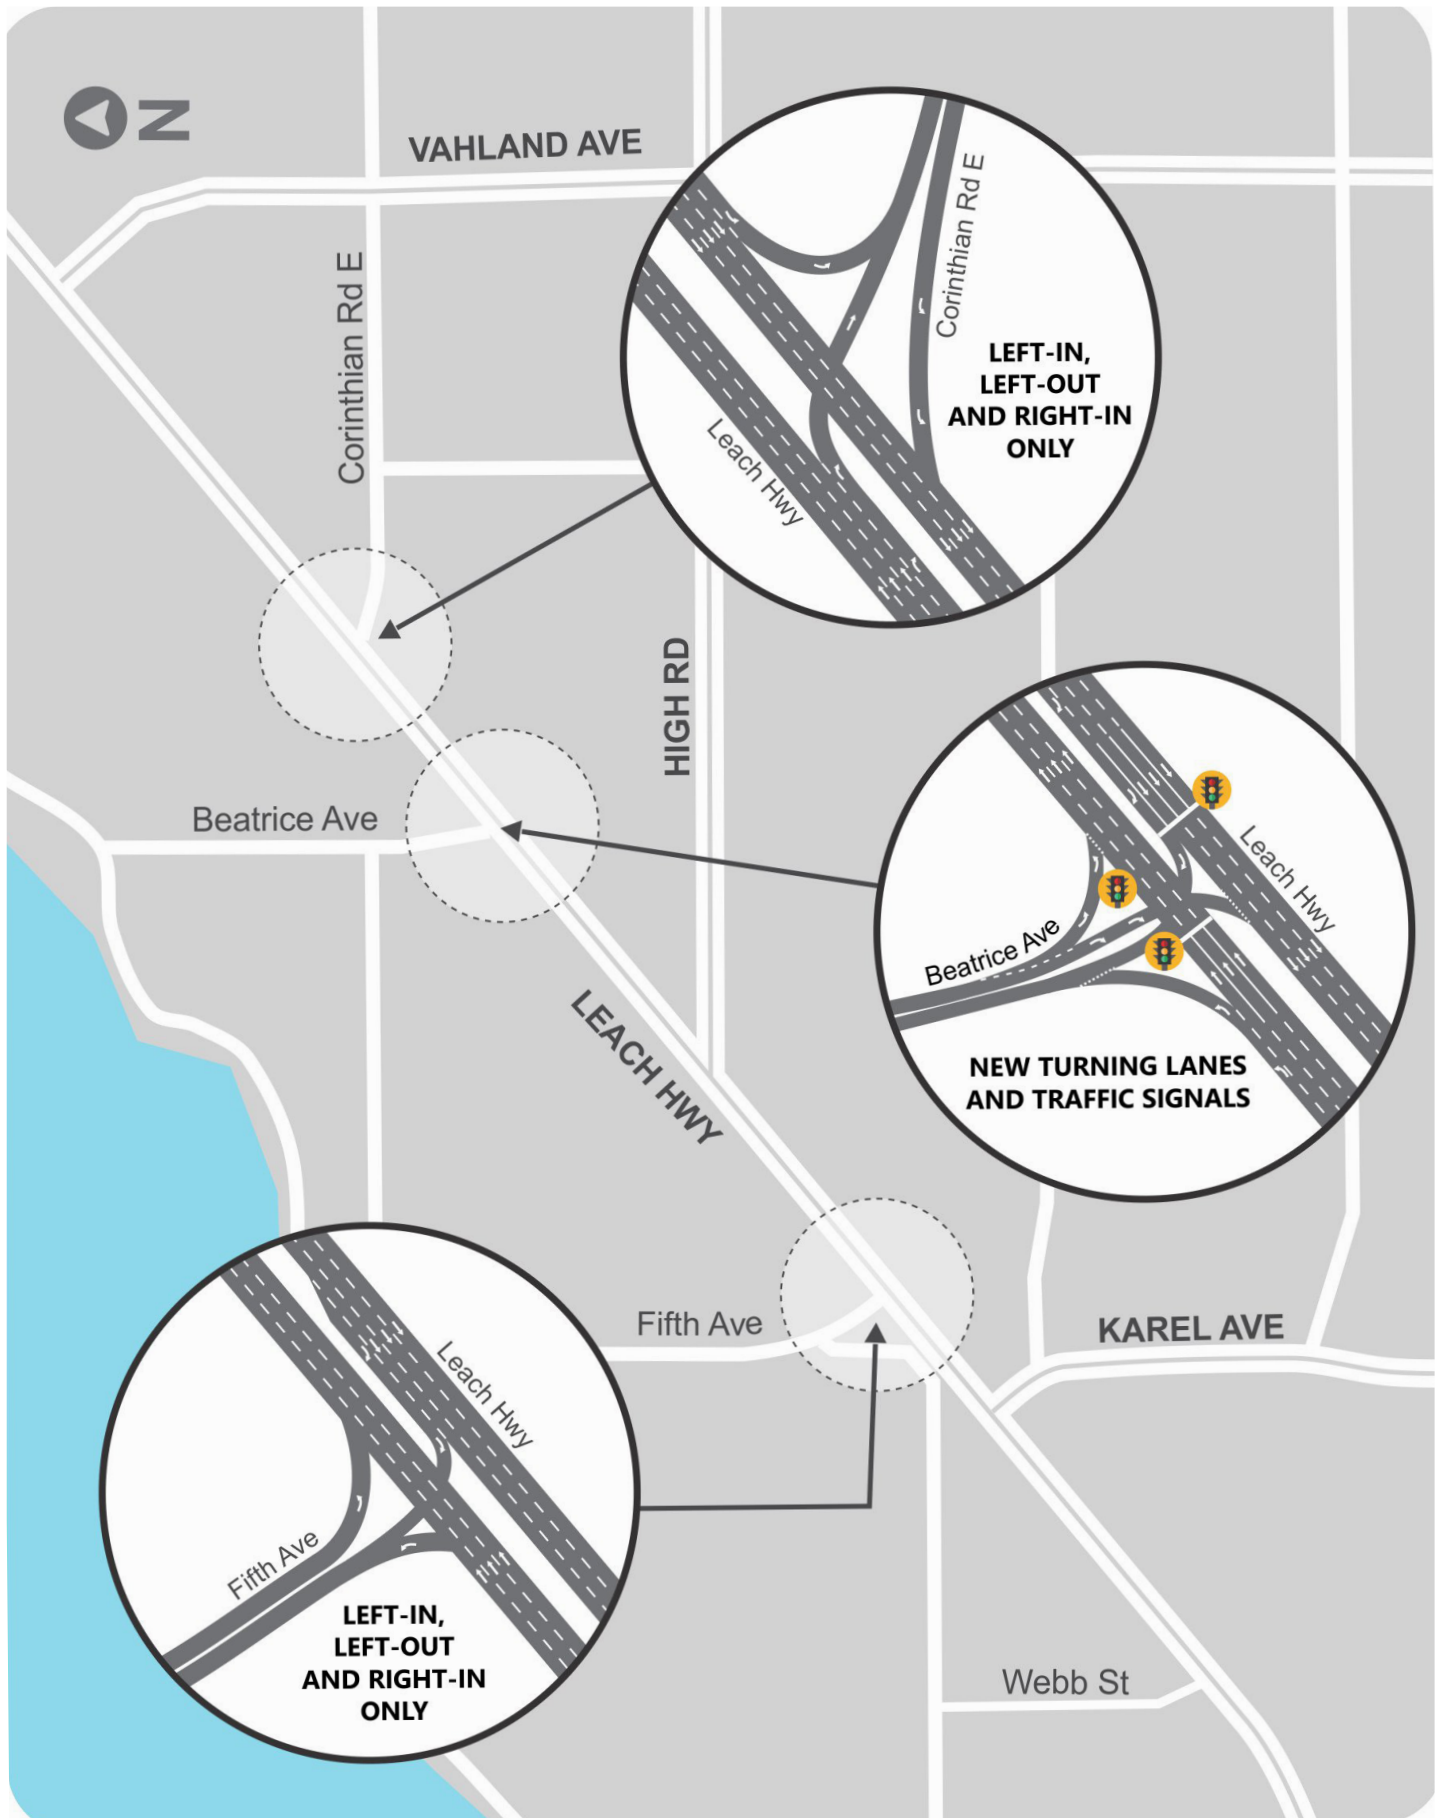 N
VAHLAND AVE
Corinthian Rd E
Corinthian Rd E
LEFT-IN,
LEFT-OUT
AND RIGHT-IN
ONLY
Leach Hwy
HIGH RD
Beatrice Ave
Leach Hwy
Beatrice Ave
NEW TURNING LANES
AND TRAFFIC SIGNALS
LEACH HWY
Fifth Ave
KAREL AVE
Leach Hwy
Fifth Ave
LEFT-IN,
LEFT-OUT
AND RIGHT-IN
ONLY
Webb St